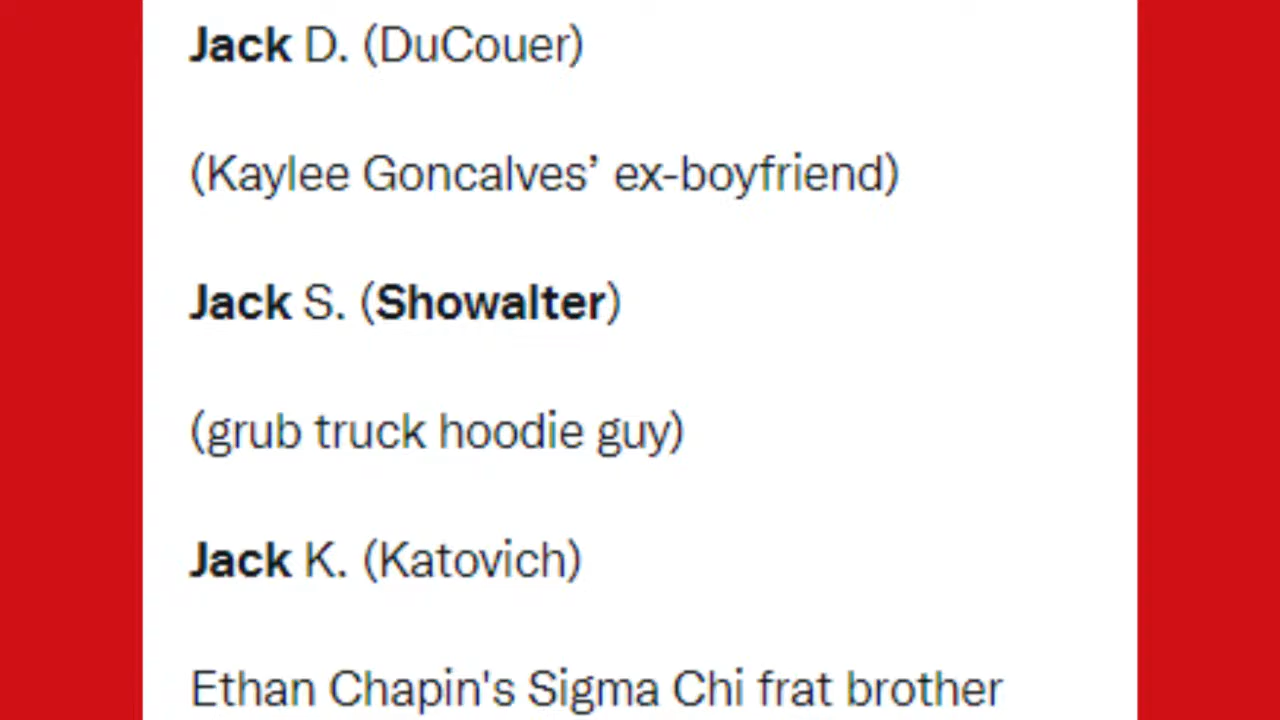 Jack D. (DuCouer)
(Kaylee Goncalves’ ex-boyfriend)
Jack S. (Showalter)
(grub truck hoodie guy)
Jack K. (Katovich)
Ethan Chapin's Sigma Chi frat brother